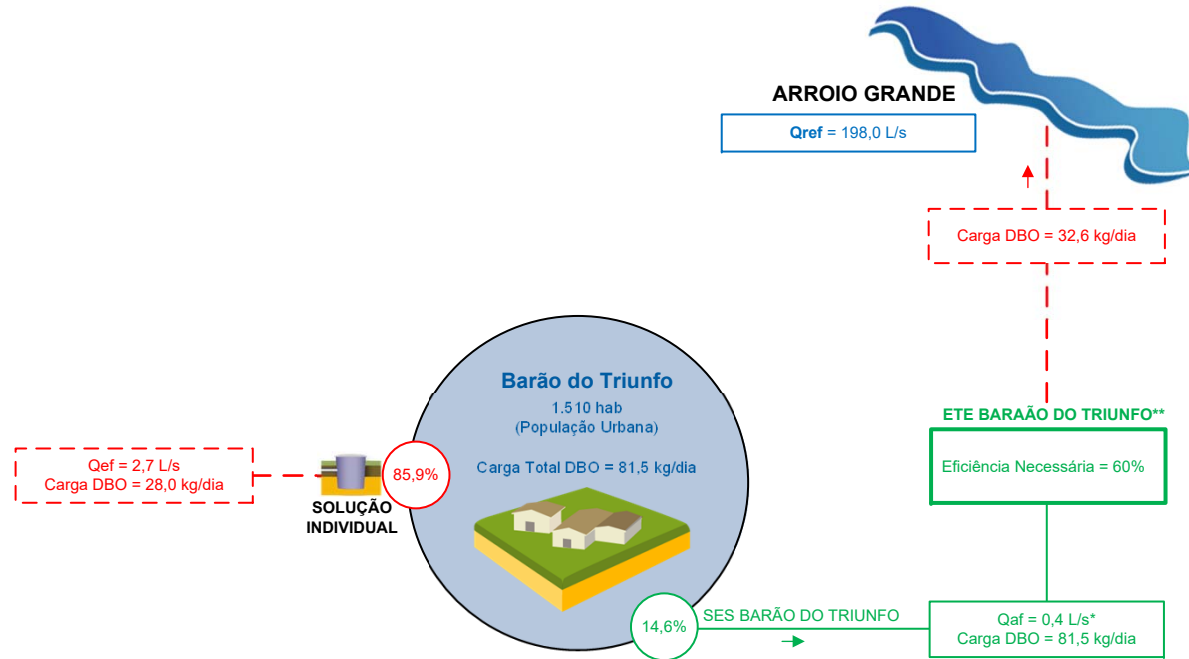 ARROIO GRANDE
Qref = 198,0 L/s
Carga DBO = 32,6 kg/dia
Barão do Triunfo
1.510 hab
(População Urbana)
Carga Total DBO = 81,5 kg/dia
ETE BARAÃO DO TRIUNFO**
Eficiência Necessária = 60%
Qef = 2,7 L/s
Carga DBO = 28,0 kg/dia
85,9%
SOLUÇÃO
INDIVIDUAL
14,6%
SES BARÃO DO TRIUNFO
Qaf = 0,4 L/s*
Carga DBO = 81,5 kg/dia